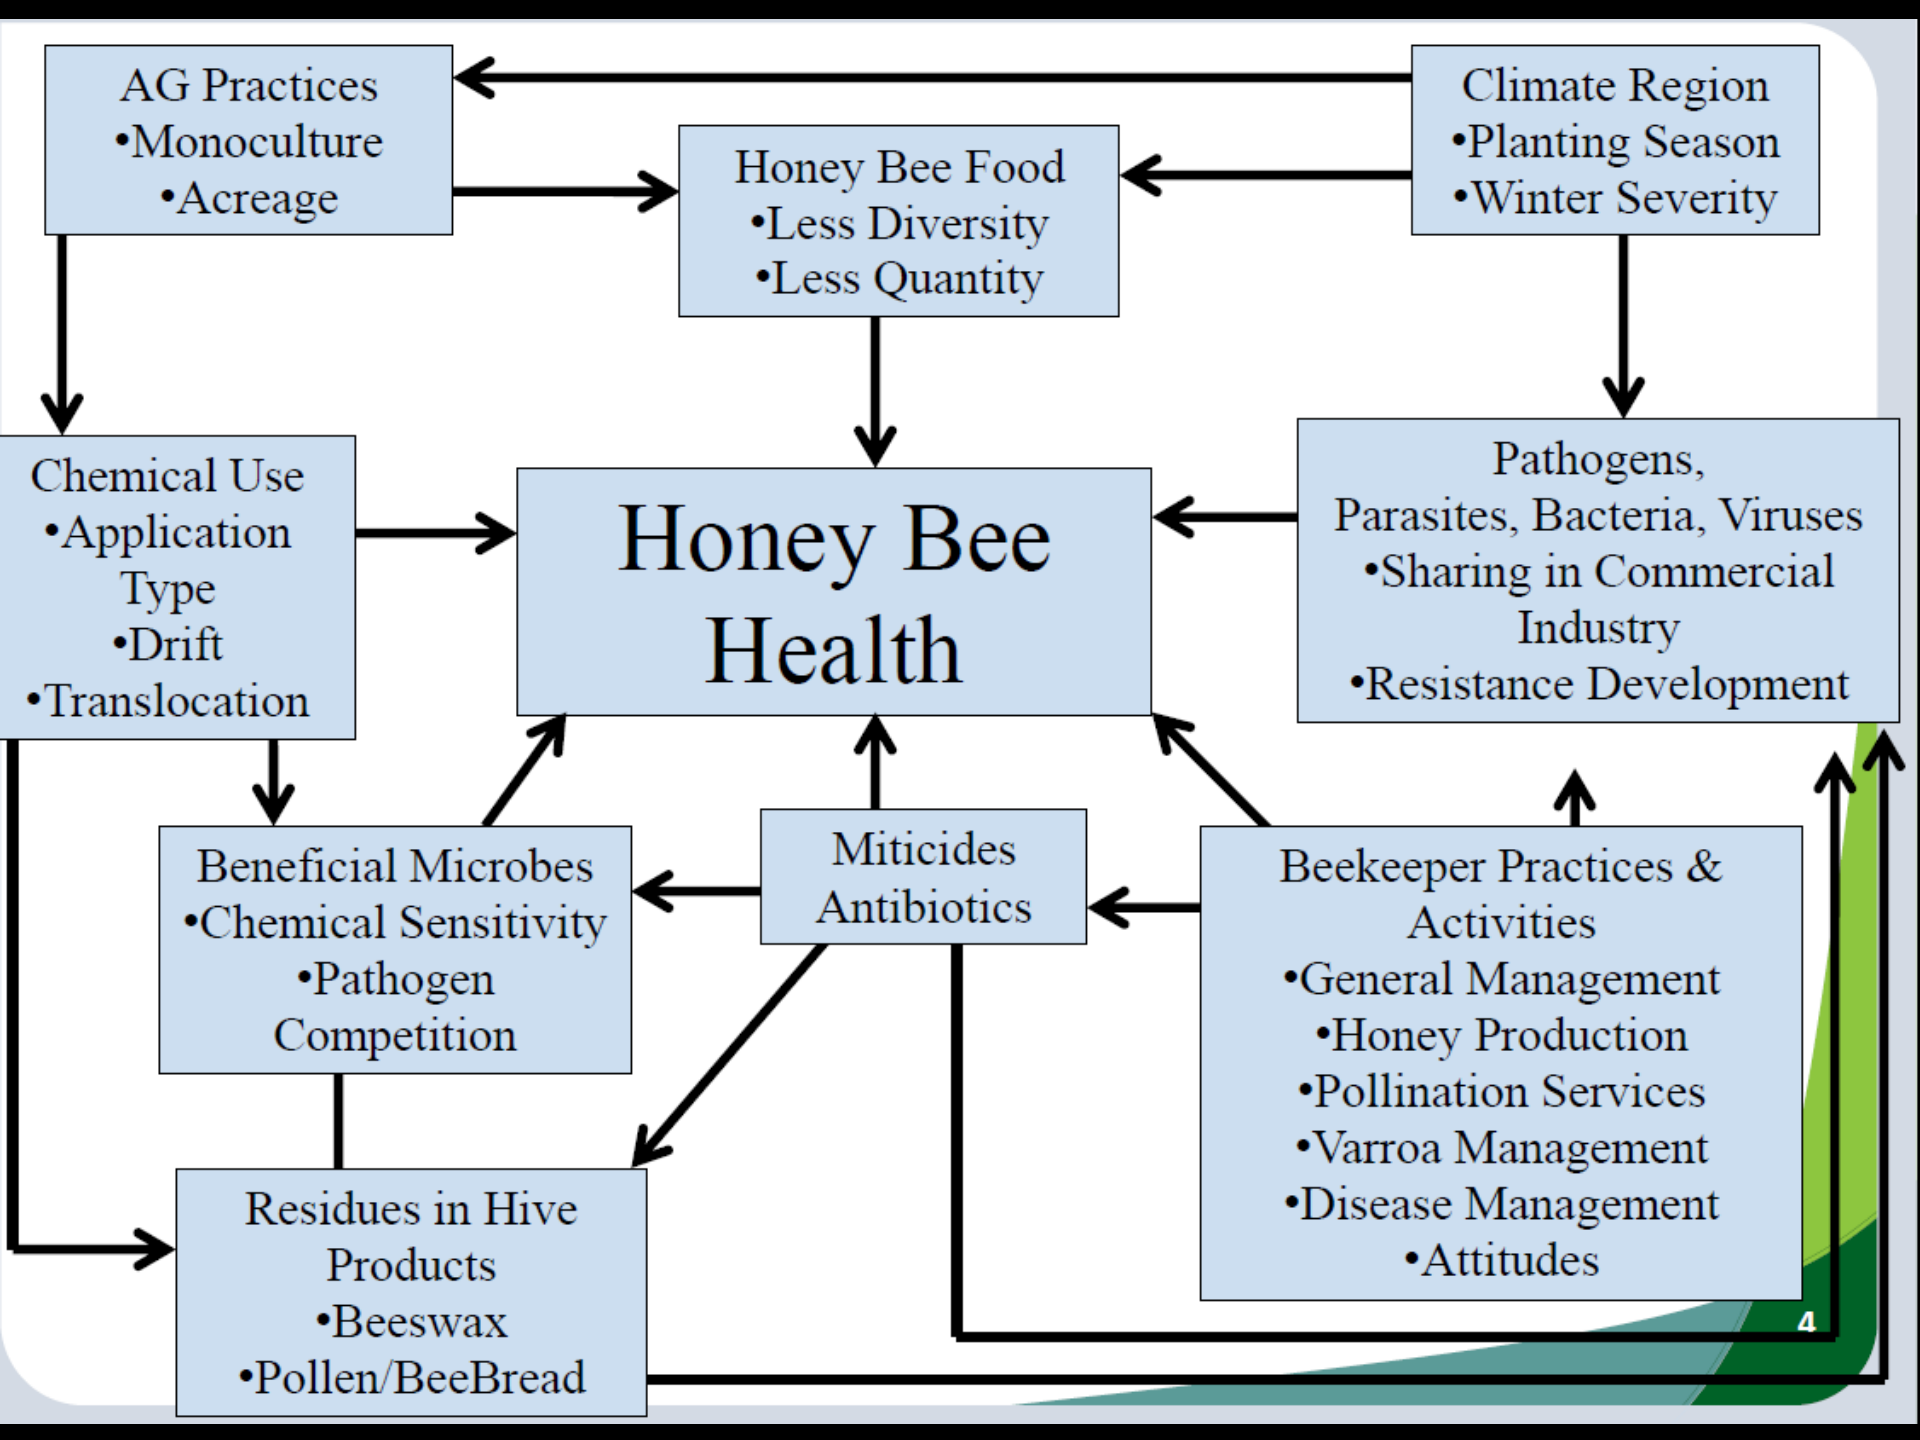 AG Practices
•Monoculture
•Acreage
Climate Region
•Planting Season
•Winter Severity
Honey Bee Food
•Less Diversity
•Less Quantity
Chemical Use
•Application
Type
•Drift
•Translocation
Honey Bee
Health
Pathogens,
Parasites, Bacteria, Viruses
•Sharing in Commercial
Industry
•Resistance Development
Beneficial Microbes
•Chemical Sensitivity
•Pathogen
Competition
Miticides
Antibiotics
Beekeeper Practices &
Activities
•General Management
•Honey Production
•Pollination Services
•Varroa Management
•Disease Management
•Attitudes
Residues in Hive
Products
•Beeswax
•Pollen/BeeBread
4